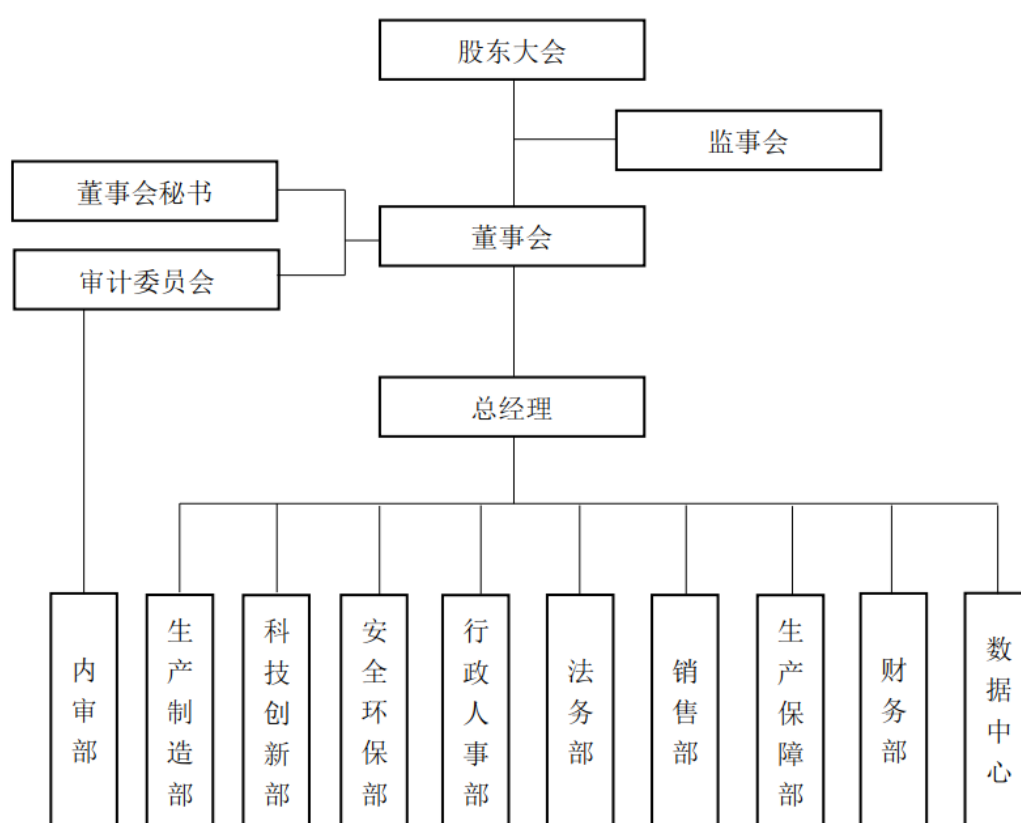 股东大会
监事会
董事会秘书
董事会
审计委员会
总经理
内审部
生产制造部
科技创新部
安全环保部
行政人事部
法务部
销售部
生产保障部
财务部
数据中心